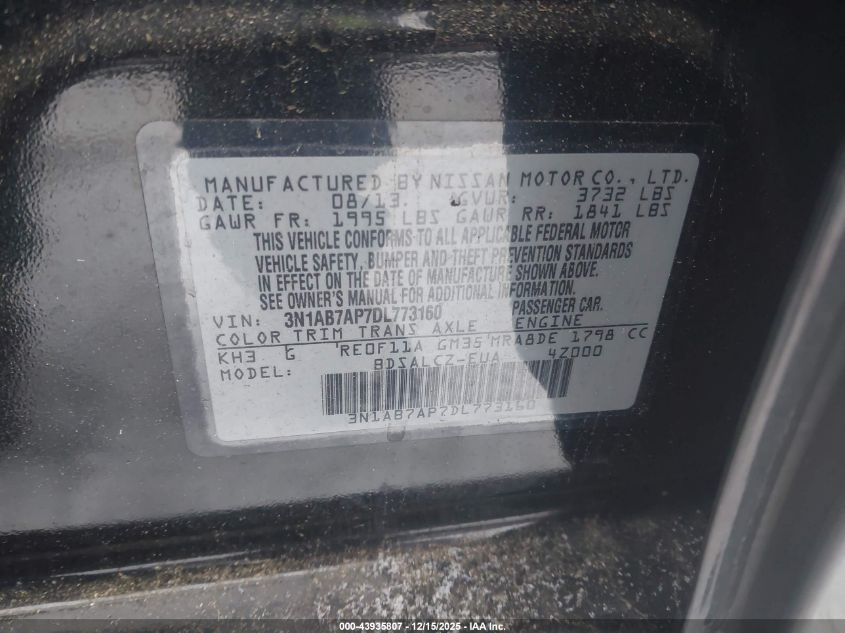 MANUFACTURED BY NISSAN MOTOR CO., LTD.
DATE: 08/13 GVWR: 3732 LBS
GAWR FR: 1995 LBS GAWR RR: 1841 LBS
THIS VEHICLE CONFORMS TO ALL APPLICABLE FEDERAL MOTOR
VEHICLE SAFETY, BUMPER AND THEFT PREVENTION STANDARDS
IN EFFECT ON THE DATE OF MANUFACTURE SHOWN ABOVE.
SEE OWNER'S MANUAL FOR ADDITIONAL INFORMATION.
VIN: 3N1AB7AP7DL773160 PASSENGER CAR.
COLOR TRIM TRANS AXLE ENGINE
KH3 G RE0F11A GM35 MRA8DE 1798 CC
MODEL: BDSALCZ-EUA 4Z000
3N1AB7AP7DL773160
000-43935807 - 12/15/2025 - IAA Inc.